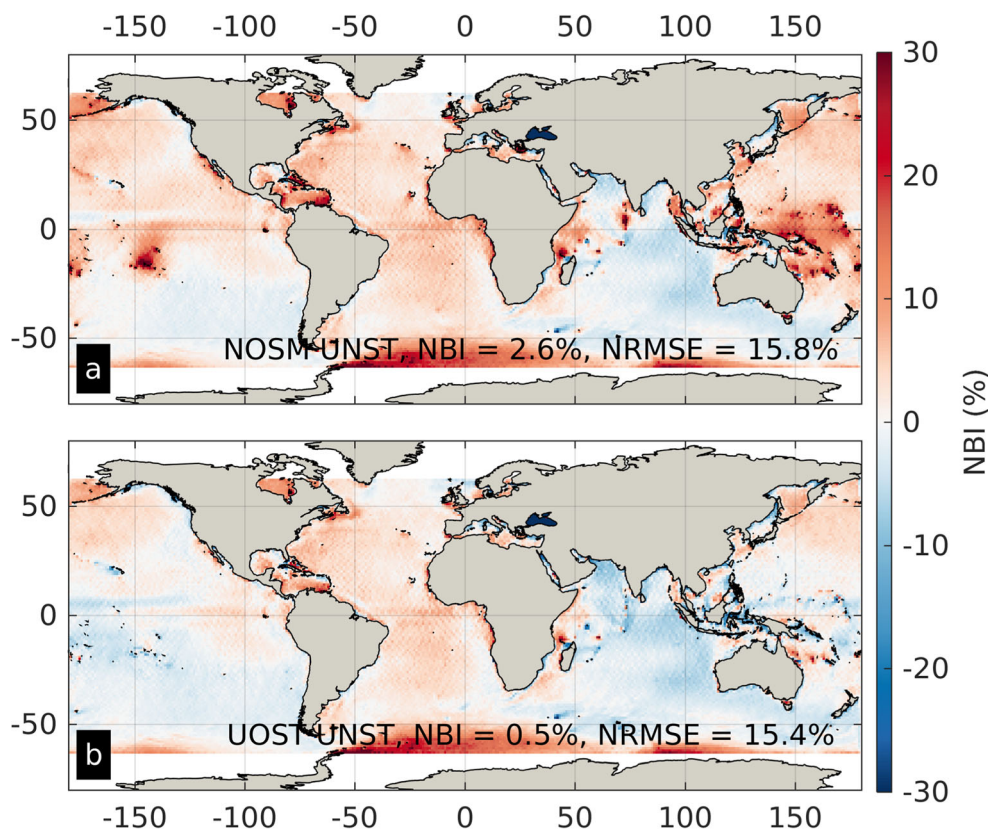 -150 -100 -50 0 50 100 150
50
0
-50
a
NOSM UNST, NBI = 2.6%, NRMSE = 15.8%
50
0
-50
b
UOST UNST, NBI = 0.5%, NRMSE = 15.4%
-150 -100 -50 0 50 100 150
30
20
10
0
-10
-20
-30
NBI (%)